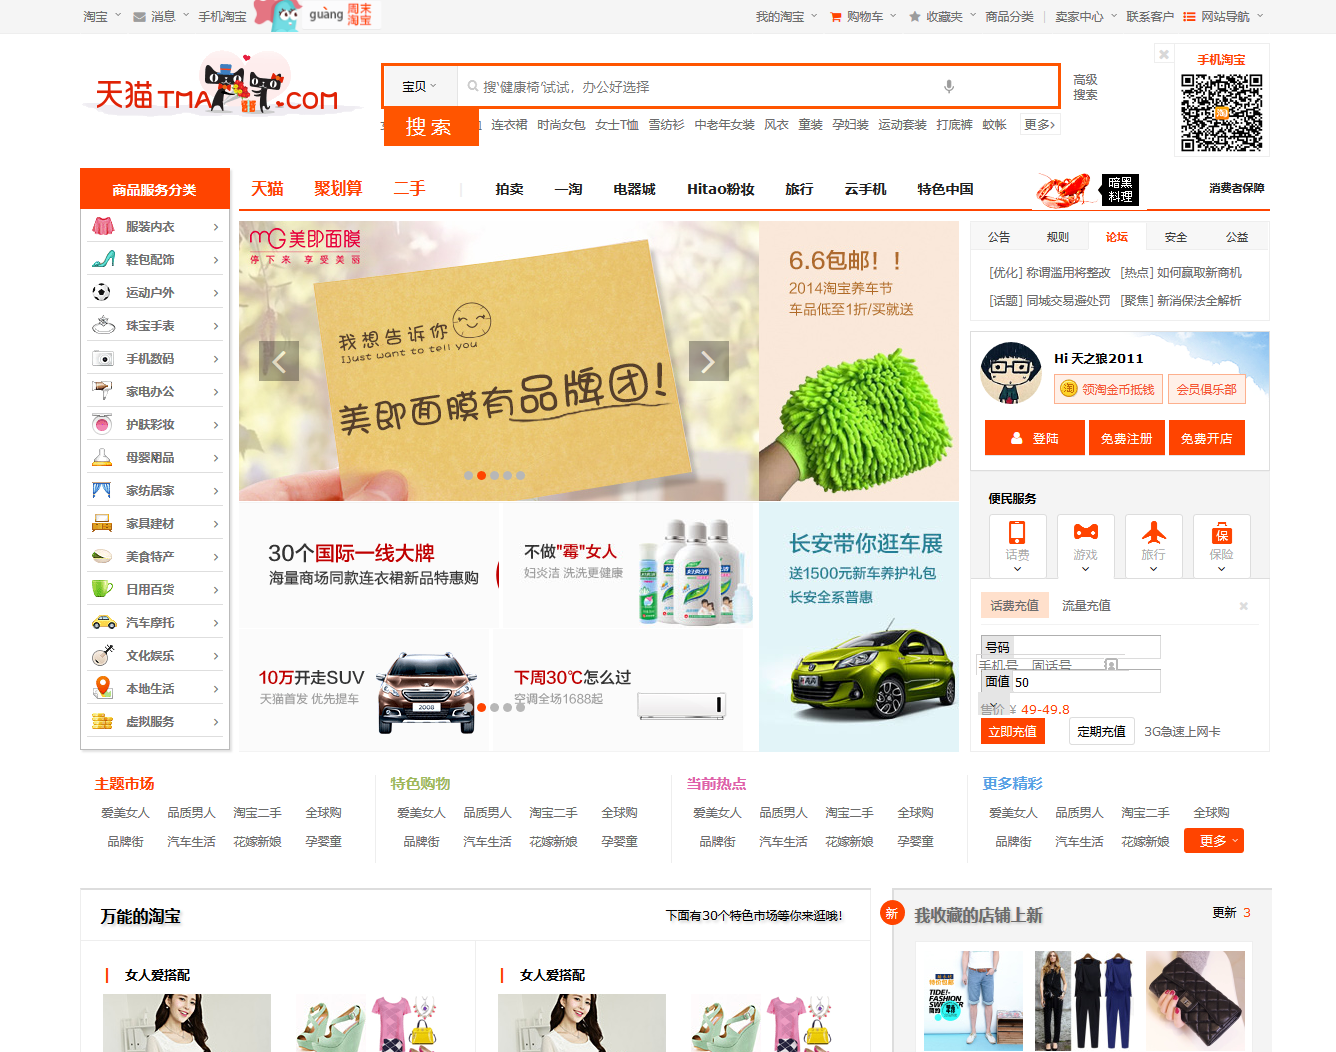 淘宝 消息 手机淘宝 guàng 周末淘宝
我的淘宝 购物车 收藏夹 商品分类 | 卖家中心 联系客户 网站导航
天猫TMALL.COM
宝贝 搜“健康椅”试试，办公好选择
高级
搜索
手机淘宝
淘
搜 索 连衣裙 时尚女包 女士T恤 雪纺衫 中老年女装 风衣 童装 孕妇装 运动套装 打底裤 蚊帐 更多>
商品服务分类
天猫 聚划算 二手 | 拍卖 一淘 电器城 Hitao粉妆 旅行 云手机 特色中国
暗黑
料理
消费者保障
服装内衣 >
鞋包配饰 >
运动户外 >
珠宝手表 >
手机数码 >
家电办公 >
护肤彩妆 >
母婴用品 >
家纺居家 >
家具建材 >
美食特产 >
日用百货 >
汽车摩托 >
文化娱乐 >
本地生活 >
虚拟服务 >
MG美即面膜
停下来 享受美丽
我想告诉你
I just want to tell you
美即面膜有品牌团!
6.6包邮！！
2014淘宝养车节
车品低至1折/买就送
30个国际一线大牌
海量商场同款连衣裙新品特惠购
不做"霉"女人
妇炎洁 洗洗更健康
长安带你逛车展
送1500元新车养护礼包
长安全系普惠
10万开走SUV
天猫首发 优先提车
2008
下周30℃怎么过
空调全场1688起
公告 规则 论坛 安全 公益
[优化] 称谓滥用将整改 [热点] 如何赢取新商机
[话题] 同城交易避处罚 [聚焦] 新消保法全解析
Hi 天之狼2011
淘 领淘金币抵钱 会员俱乐部
登陆 免费注册 免费开店
便民服务
话费 游戏 旅行 保 保险
话费充值 流量充值
号码
手机号、固话号
面值 50
售价 ¥ 49-49.8
立即充值 定期充值 3G急速上网卡
主题市场
爱美女人 品质男人 淘宝二手 全球购
品牌街 汽车生活 花嫁新娘 孕婴童
特色购物
爱美女人 品质男人 淘宝二手 全球购
品牌街 汽车生活 花嫁新娘 孕婴童
当前热点
爱美女人 品质男人 淘宝二手 全球购
品牌街 汽车生活 花嫁新娘 孕婴童
更多精彩
爱美女人 品质男人 淘宝二手 全球购
品牌街 汽车生活 花嫁新娘 更多
万能的淘宝 下面有30个特色市场等你来逛哦!
新 我收藏的店铺上新 更新 3
女人爱搭配
女人爱搭配
特价包邮
TIDE!
FASHION